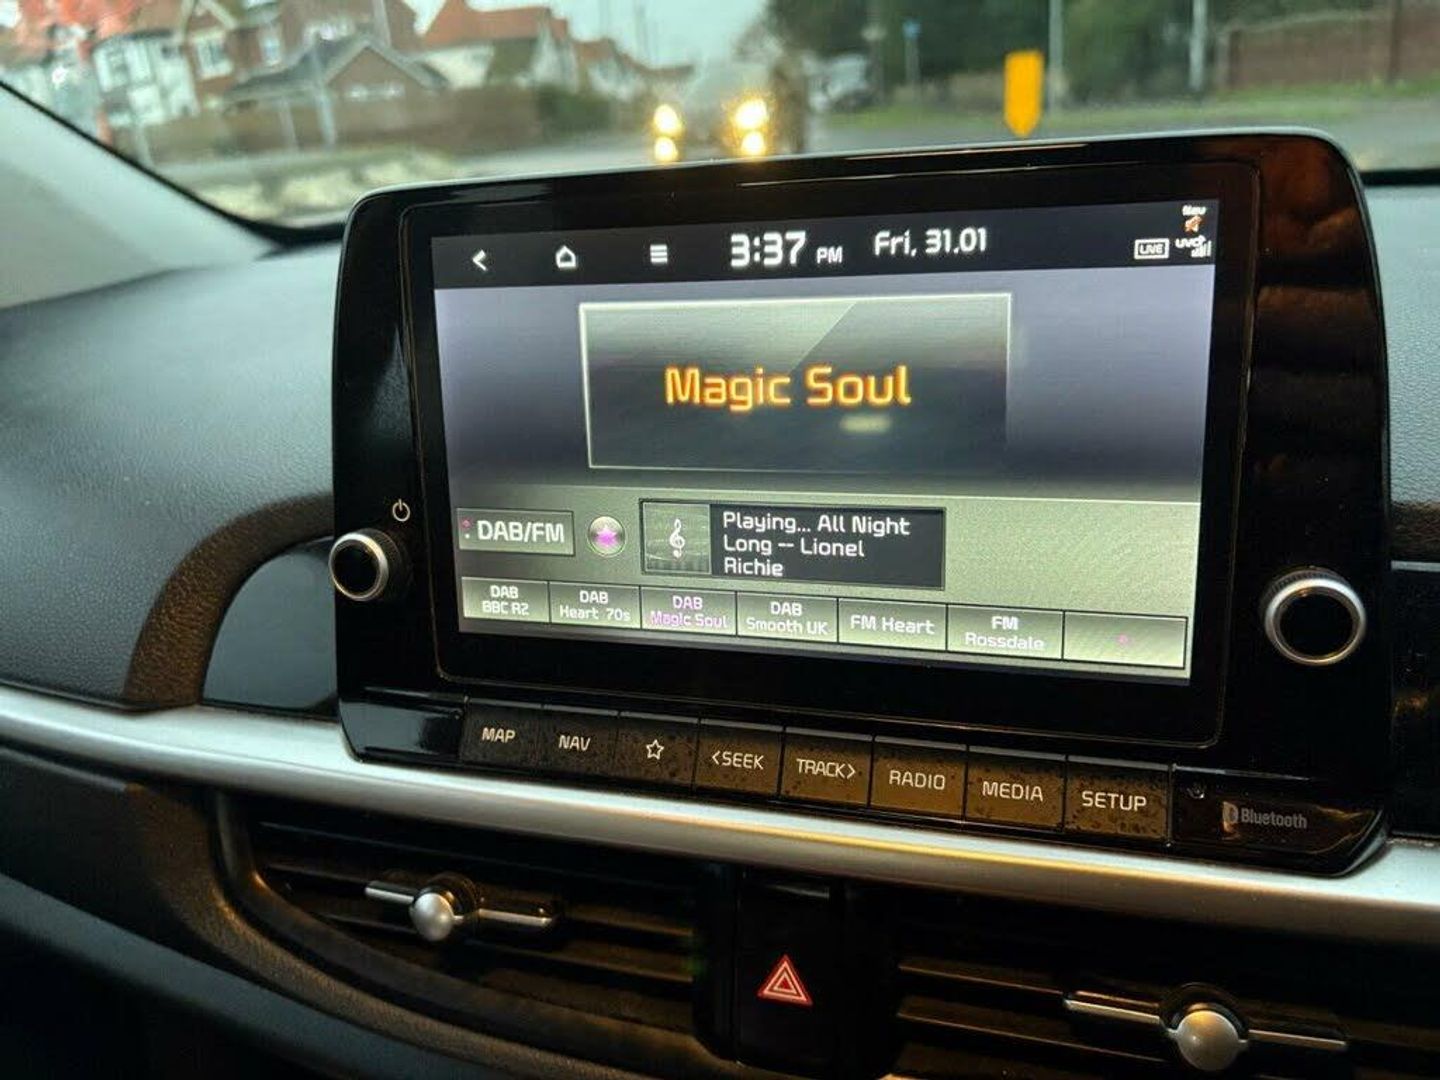 3:37 PM Fri, 31.01
LIVE
Nav
UVO
Magic Soul
DAB/FM
Playing... All Night
Long -- Lionel
Richie
DAB
BBC R2
DAB
Heart 70s
DAB
Magic Soul
DAB
Smooth UK
FM Heart
FM
Rossdale
MAP
NAV
<SEEK
TRACK>
RADIO
MEDIA
SETUP
Bluetooth